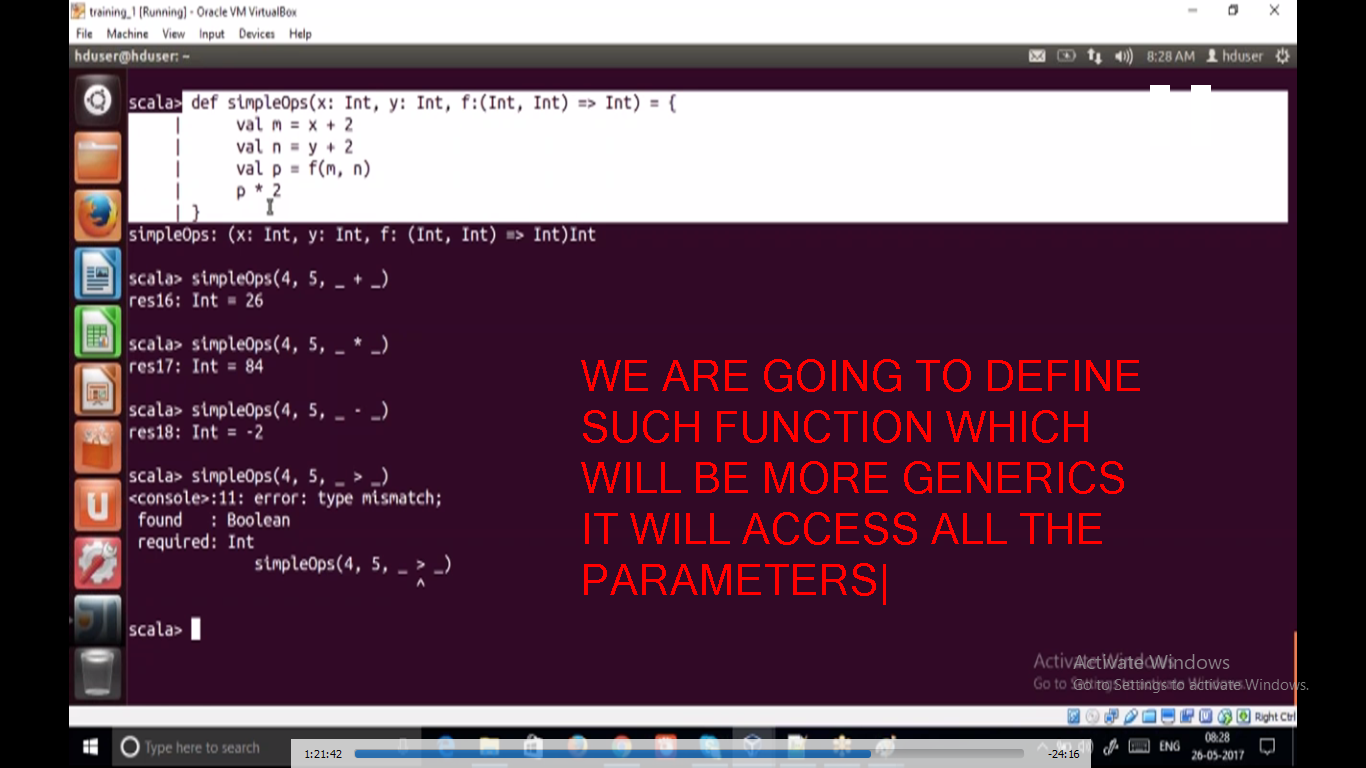 training_1 [Running] - Oracle VM VirtualBox
File Machine View Input Devices Help
hduser@hduser: ~ 8:28 AM hduser
scala> def simpleOps(x: Int, y: Int, f:(Int, Int) => Int) = {
| val m = x + 2
| val n = y + 2
| val p = f(m, n)
| p * 2
| }
simpleOps: (x: Int, y: Int, f: (Int, Int) => Int)Int
scala> simpleOps(4, 5, _ + _)
res16: Int = 26
scala> simpleOps(4, 5, _ * _)
res17: Int = 84
scala> simpleOps(4, 5, _ - _)
res18: Int = -2
scala> simpleOps(4, 5, _ > _)
<console>:11: error: type mismatch;
found : Boolean
required: Int
simpleOps(4, 5, _ > _)
^
scala>
WE ARE GOING TO DEFINE
SUCH FUNCTION WHICH
WILL BE MORE GENERICS
IT WILL ACCESS ALL THE
PARAMETERS|
Activate Windows
Go to Settings to activate Windows.
Right Ctrl
Type here to search
ENG
08:28
26-05-2017
1:21:42
-24:16